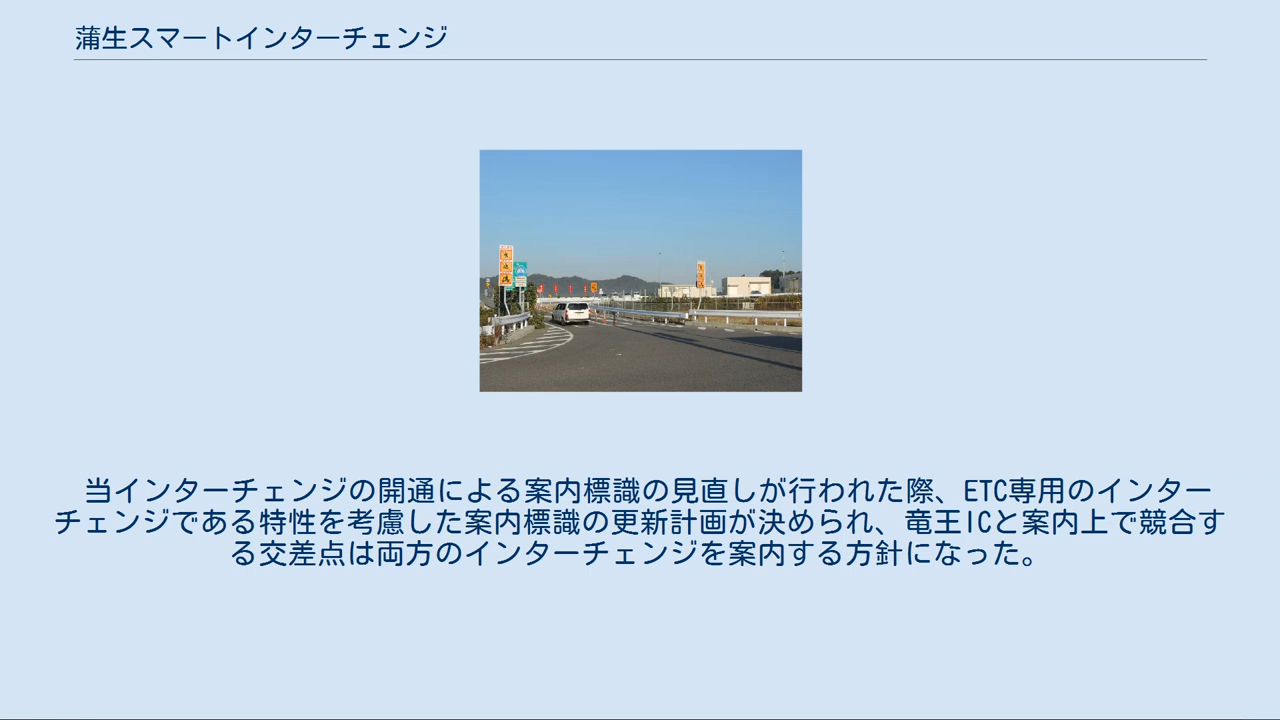 蒲生スマートインターチェンジ
当インターチェンジの開通による案内標識の見直しが行われた際、ETC専用のインター
チェンジである特性を考慮した案内標識の更新計画が決められ、竜王ICと案内上で競合す
る交差点は両方のインターチェンジを案内する方針になった。